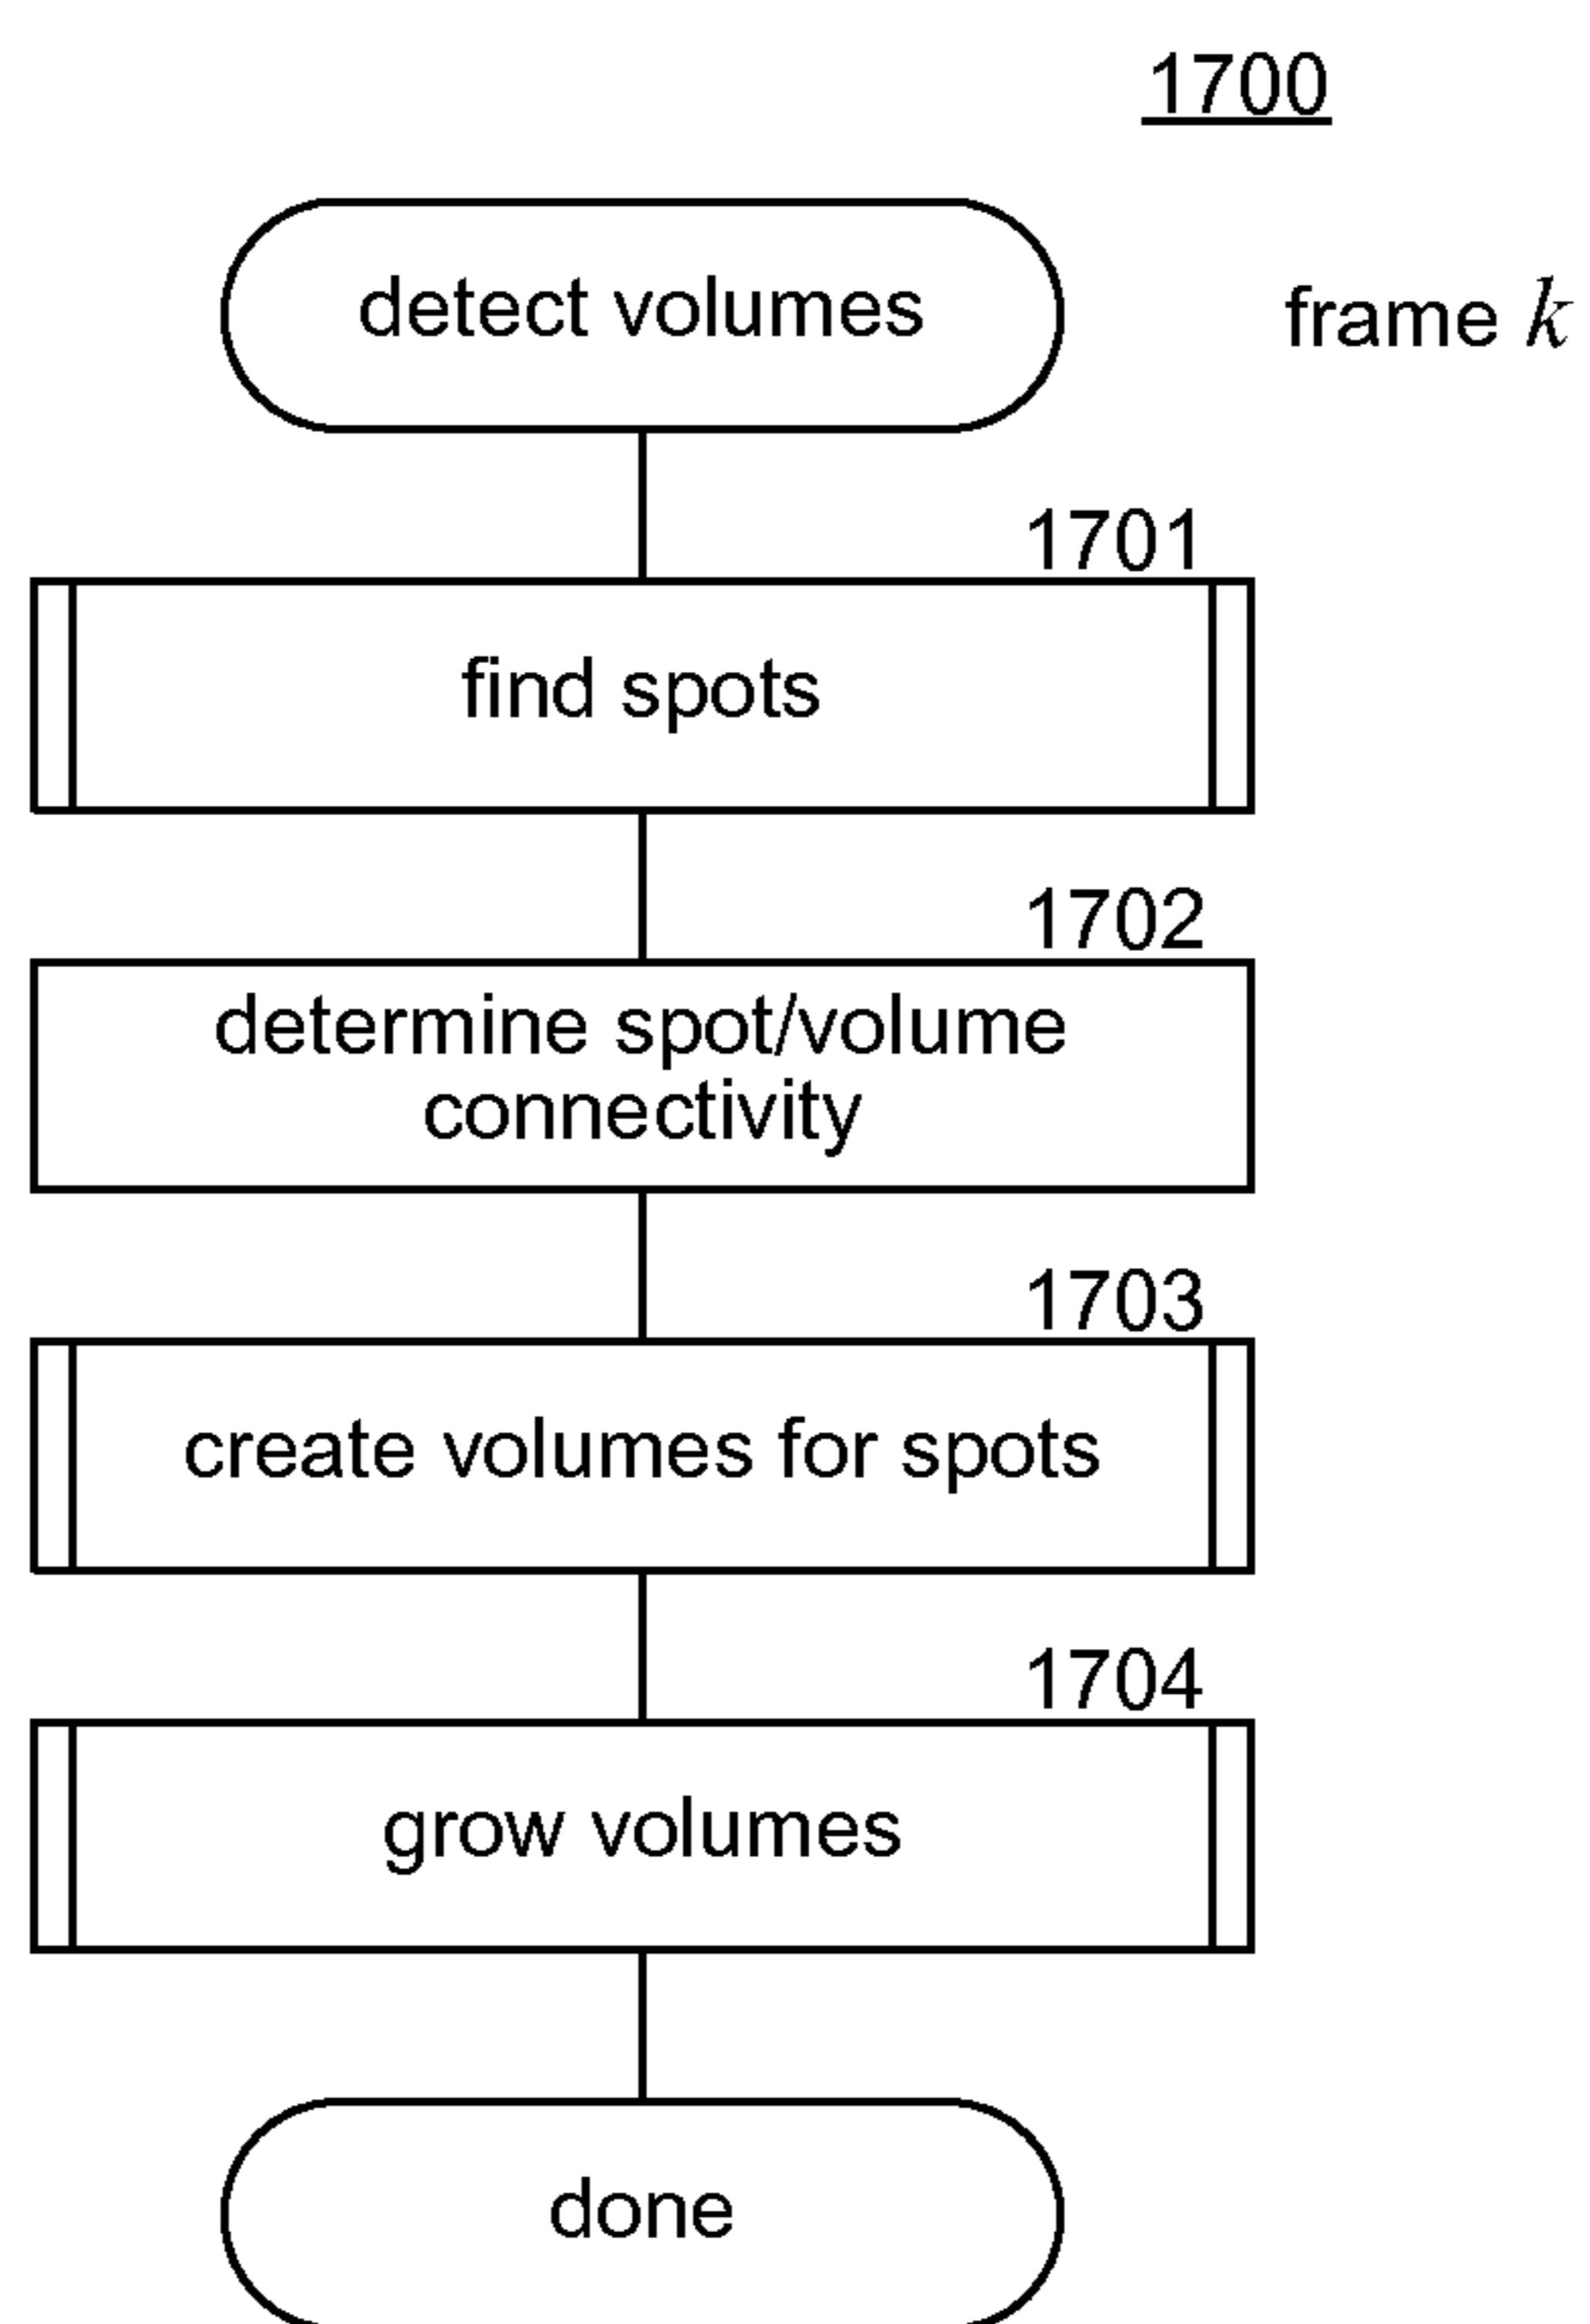 1700
detect volumes
frame k
1701
find spots
1702
determine spot/volume
connectivity
1703
create volumes for spots
1704
grow volumes
done